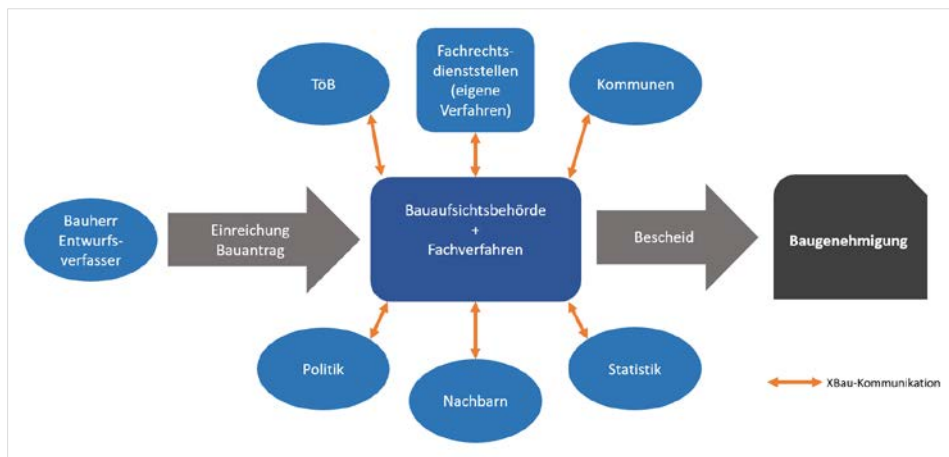 TöB
Fachrechts-
dienststellen
(eigene
Verfahren)
Kommunen
Bauherr
Entwurfs-
verfasser
Einreichung
Bauantrag
Bauaufsichtsbehörde
+
Fachverfahren
Bescheid
Baugenehmigung
Politik
Nachbarn
Statistik
XBau-Kommunikation